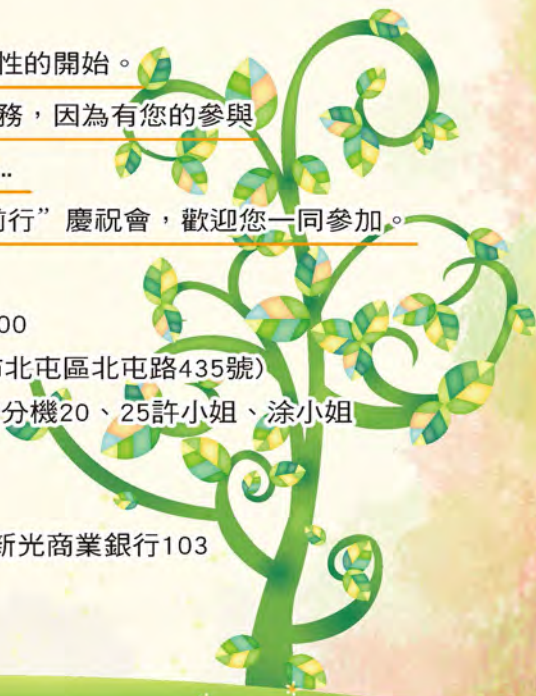 性的開始。
務，因為有您的參與
…
前行”慶祝會，歡迎您一同參加。
00
市北屯區北屯路435號）
分機20、25許小姐、涂小姐
新光商業銀行103